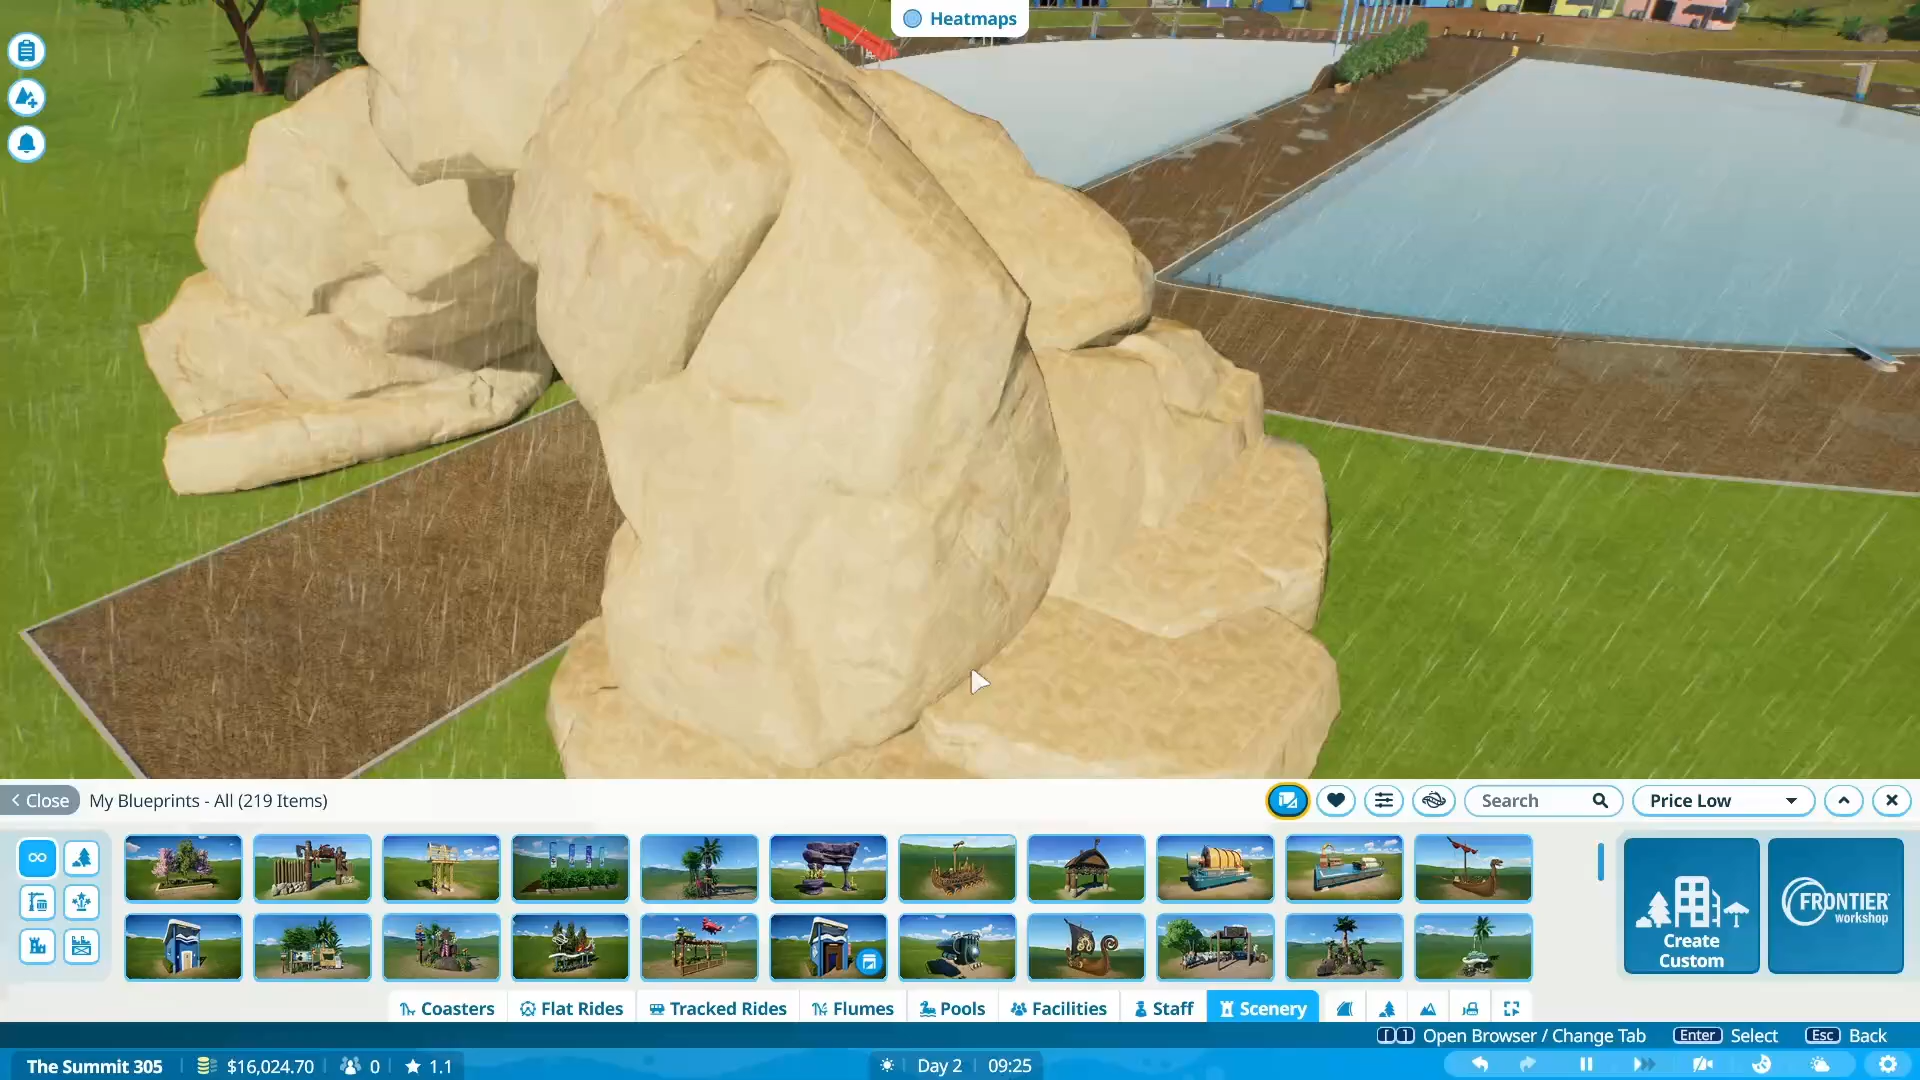 Heatmaps
Close
My Blueprints - All (219 Items)
Search
Price Low
Create
Custom
FRONTIER
workshop
Coasters
Flat Rides
Tracked Rides
Flumes
Pools
Facilities
Staff
Scenery
[ ] Open Browser / Change Tab
Enter Select
Esc Back
The Summit 305
$16,024.70
0
1.1
Day 2
09:25